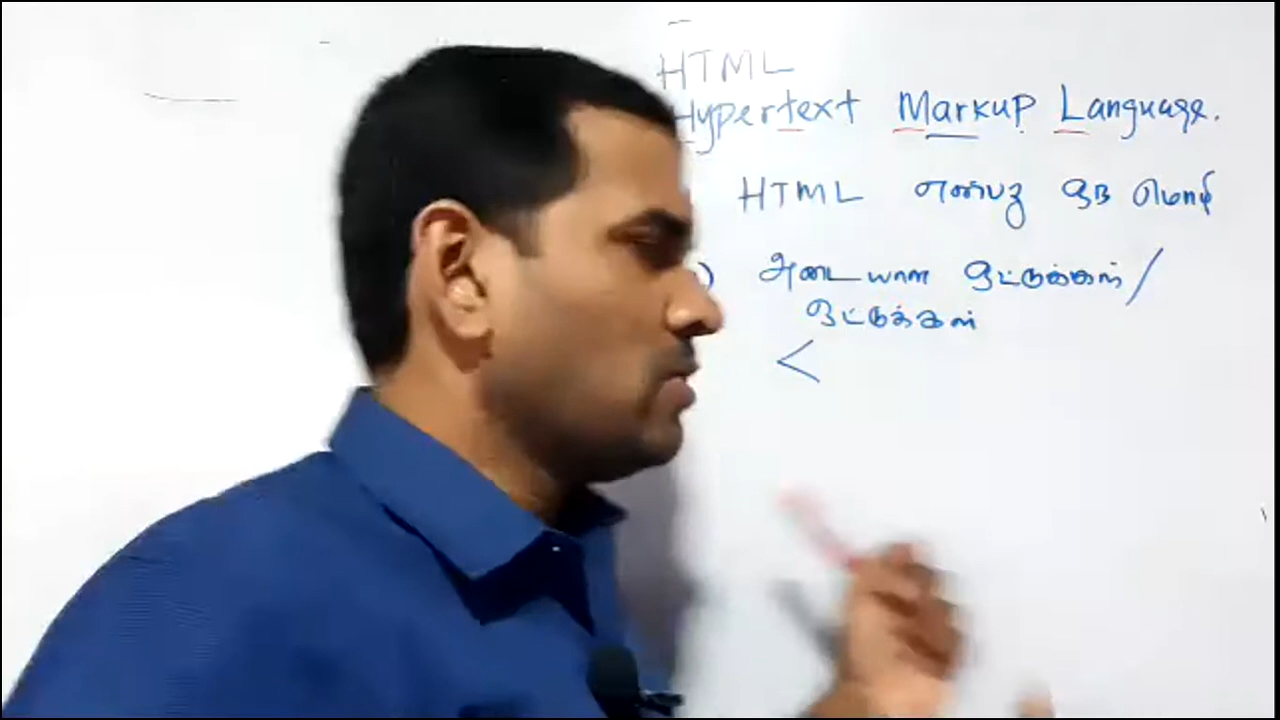 HTML
Hypertext Markup Language.
HTML என்பது ஒரு மொழி
) அடையாள ஒட்டுக்கள் /
ஒட்டுக்கள்
<